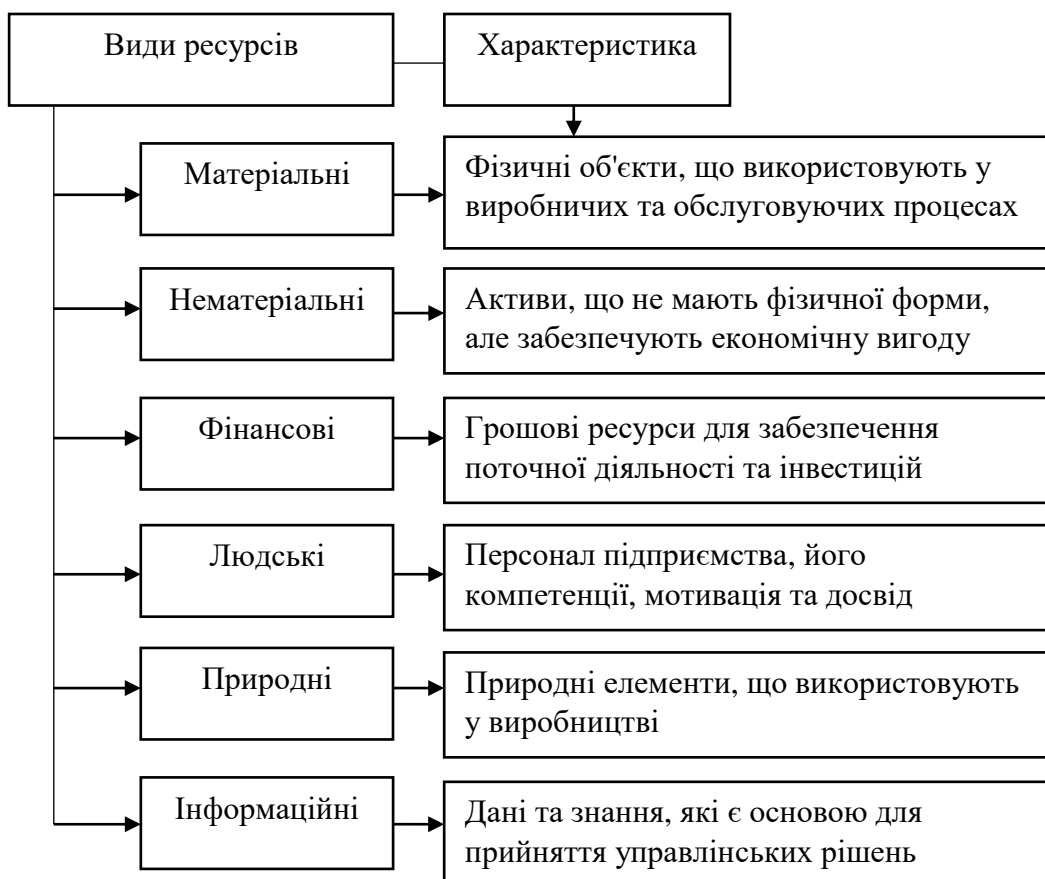 Види ресурсів
Характеристика
Матеріальні
Фізичні об'єкти, що використовують у
виробничих та обслуговуючих процесах
Нематеріальні
Активи, що не мають фізичної форми,
але забезпечують економічну вигоду
Фінансові
Грошові ресурси для забезпечення
поточної діяльності та інвестицій
Людські
Персонал підприємства, його
компетенції, мотивація та досвід
Природні
Природні елементи, що використовують
у виробництві
Інформаційні
Дані та знання, які є основою для
прийняття управлінських рішень